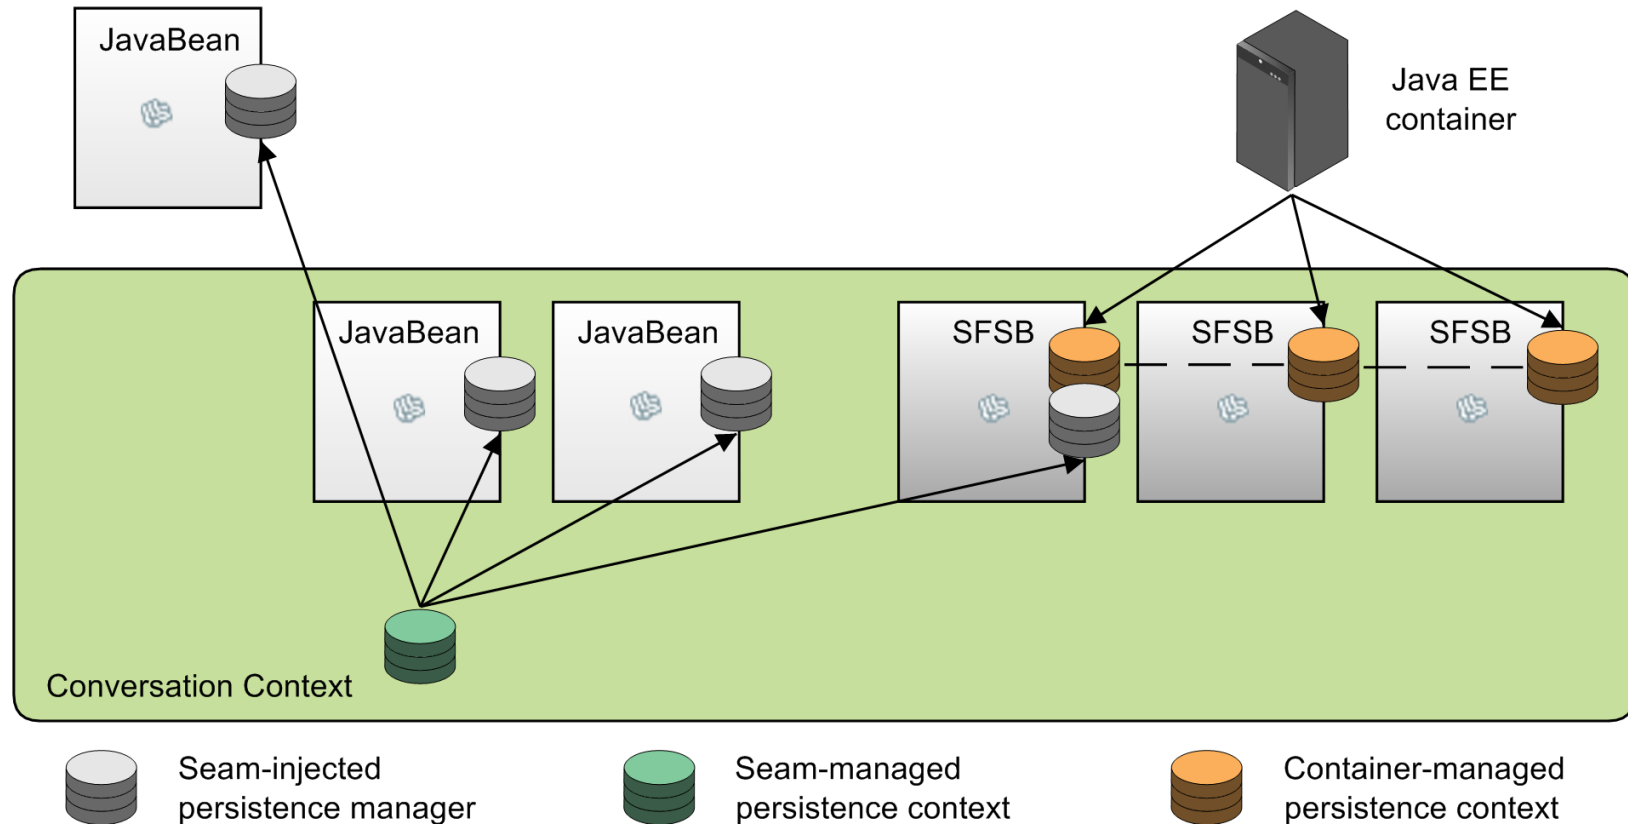 JavaBean
Java EE
container
JavaBean
JavaBean
SFSB
SFSB
SFSB
Conversation Context
Seam-injected
persistence manager
Seam-managed
persistence context
Container-managed
persistence context